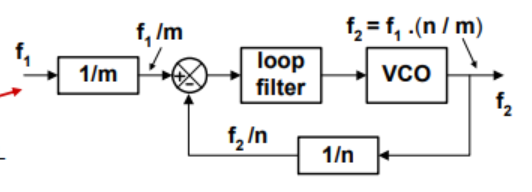 f₁
1/m
f₁/m
+
−
loop
filter
VCO
f₂ = f₁ .(n / m)
f₂
f₂/n
1/n